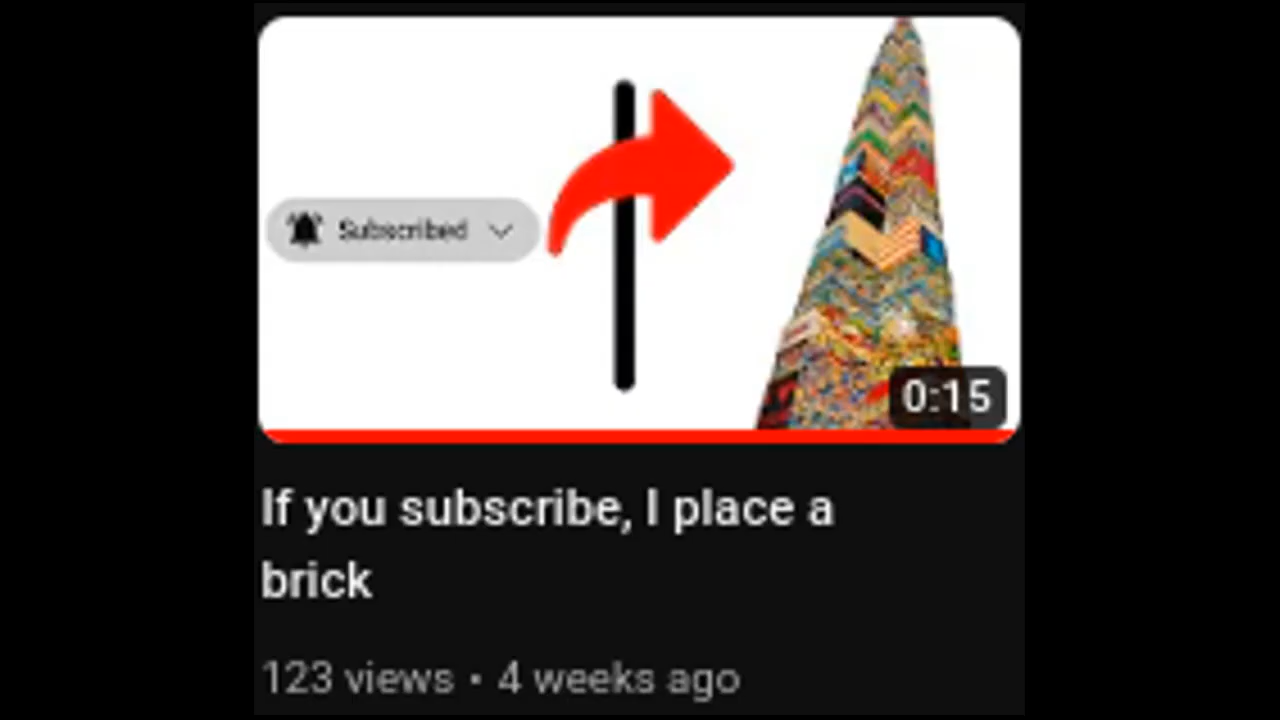 Subscribed
0:15
If you subscribe, I place a
brick
123 views • 4 weeks ago